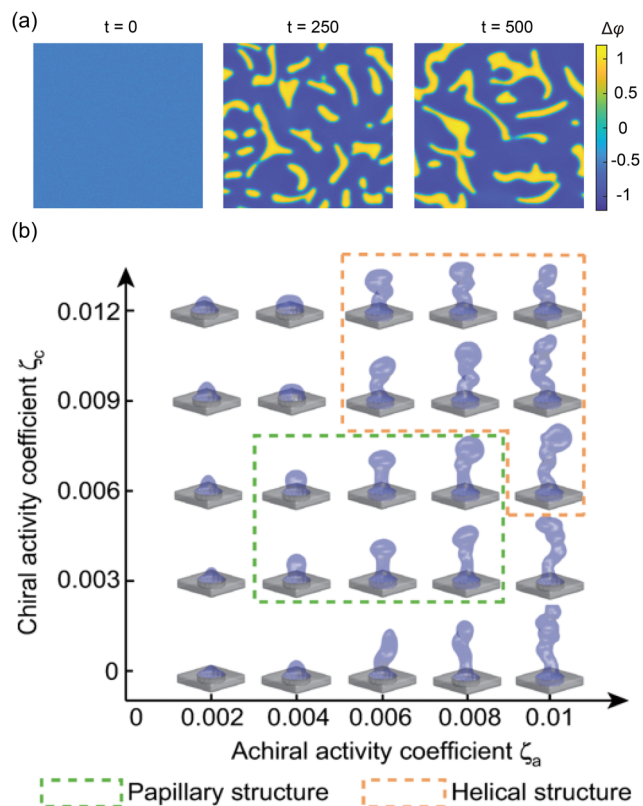 (a)
t = 0 t = 250 t = 500 Δφ
1
0.5
0
-0.5
-1
(b)
0.012
0.009
0.006
0.003
0
Chiral activity coefficient ζc
0 0.002 0.004 0.006 0.008 0.01
Achiral activity coefficient ζa
Papillary structure Helical structure